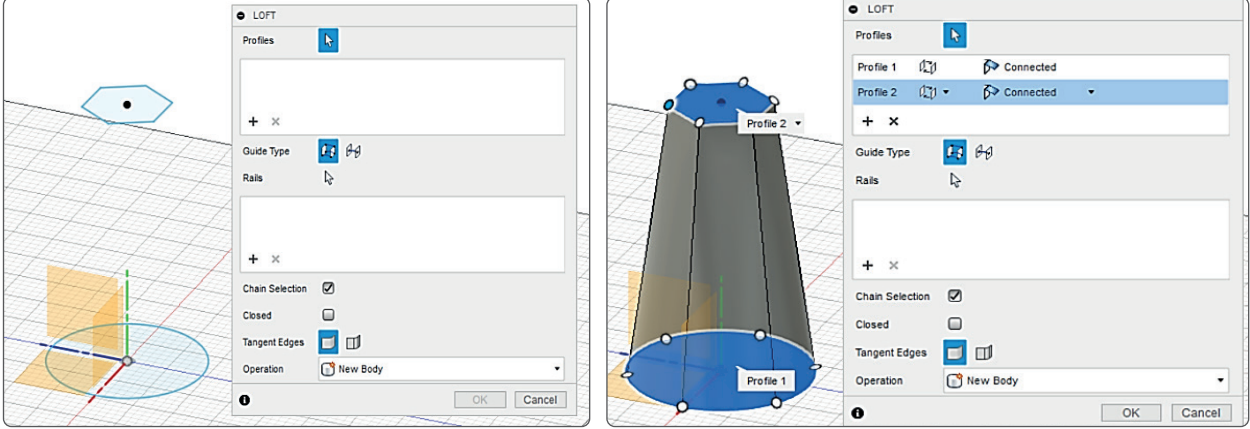 LOFT
Profiles
Guide Type
Rails
Chain Selection
Closed
Tangent Edges
Operation New Body
OK Cancel
LOFT
Profiles
Profile 1 Connected
Profile 2 Connected
Profile 2
Guide Type
Rails
Chain Selection
Closed
Tangent Edges
Profile 1
Operation New Body
OK Cancel